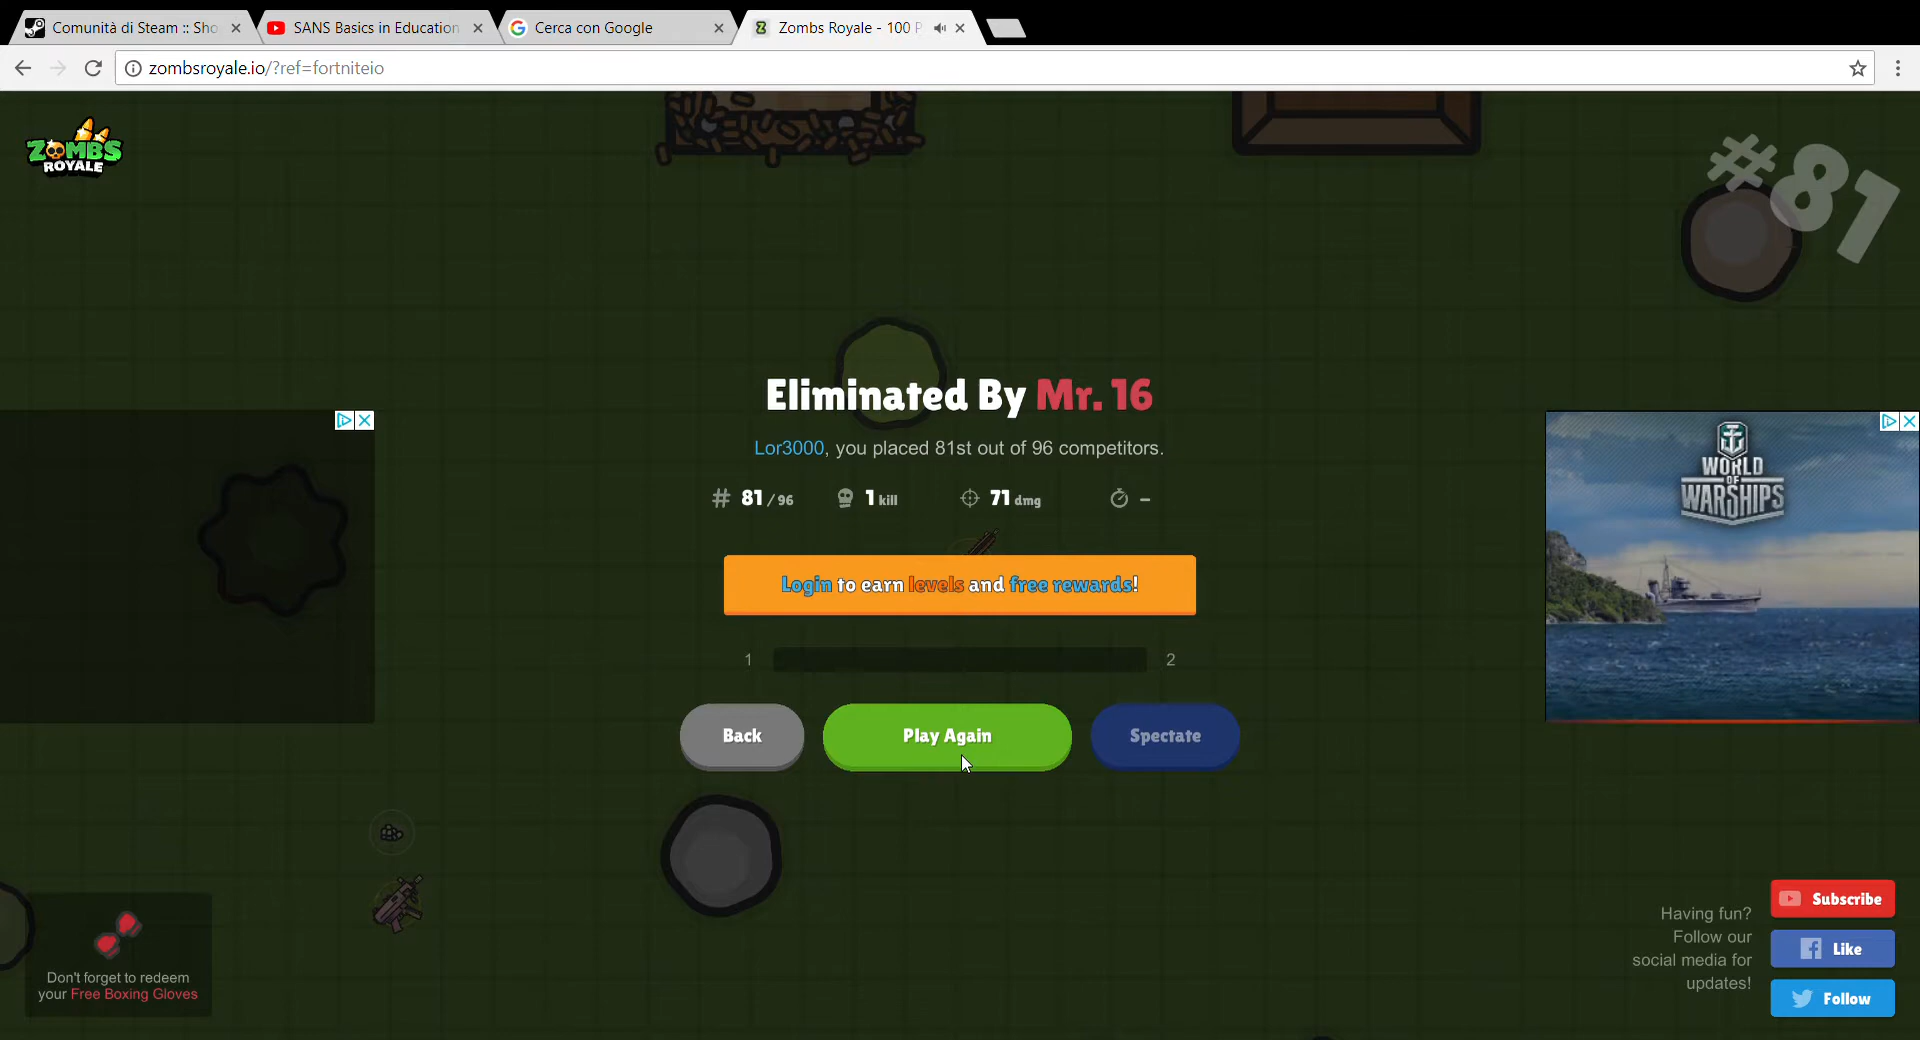 Comunità di Steam :: Sho
SANS Basics in Education
Cerca con Google
Zombs Royale - 100 P
zombsroyale.io/?ref=fortniteio
ZOMBS
ROYALE
#81
Eliminated By Mr. 16
Lor3000, you placed 81st out of 96 competitors.
# 81 / 96 1 kill 71 dmg –
Login to earn levels and free rewards!
1 2
Back Play Again Spectate
WORLD
OF
WARSHIPS
Don't forget to redeem
your Free Boxing Gloves
Having fun?
Follow our
social media for
updates!
Subscribe
Like
Follow